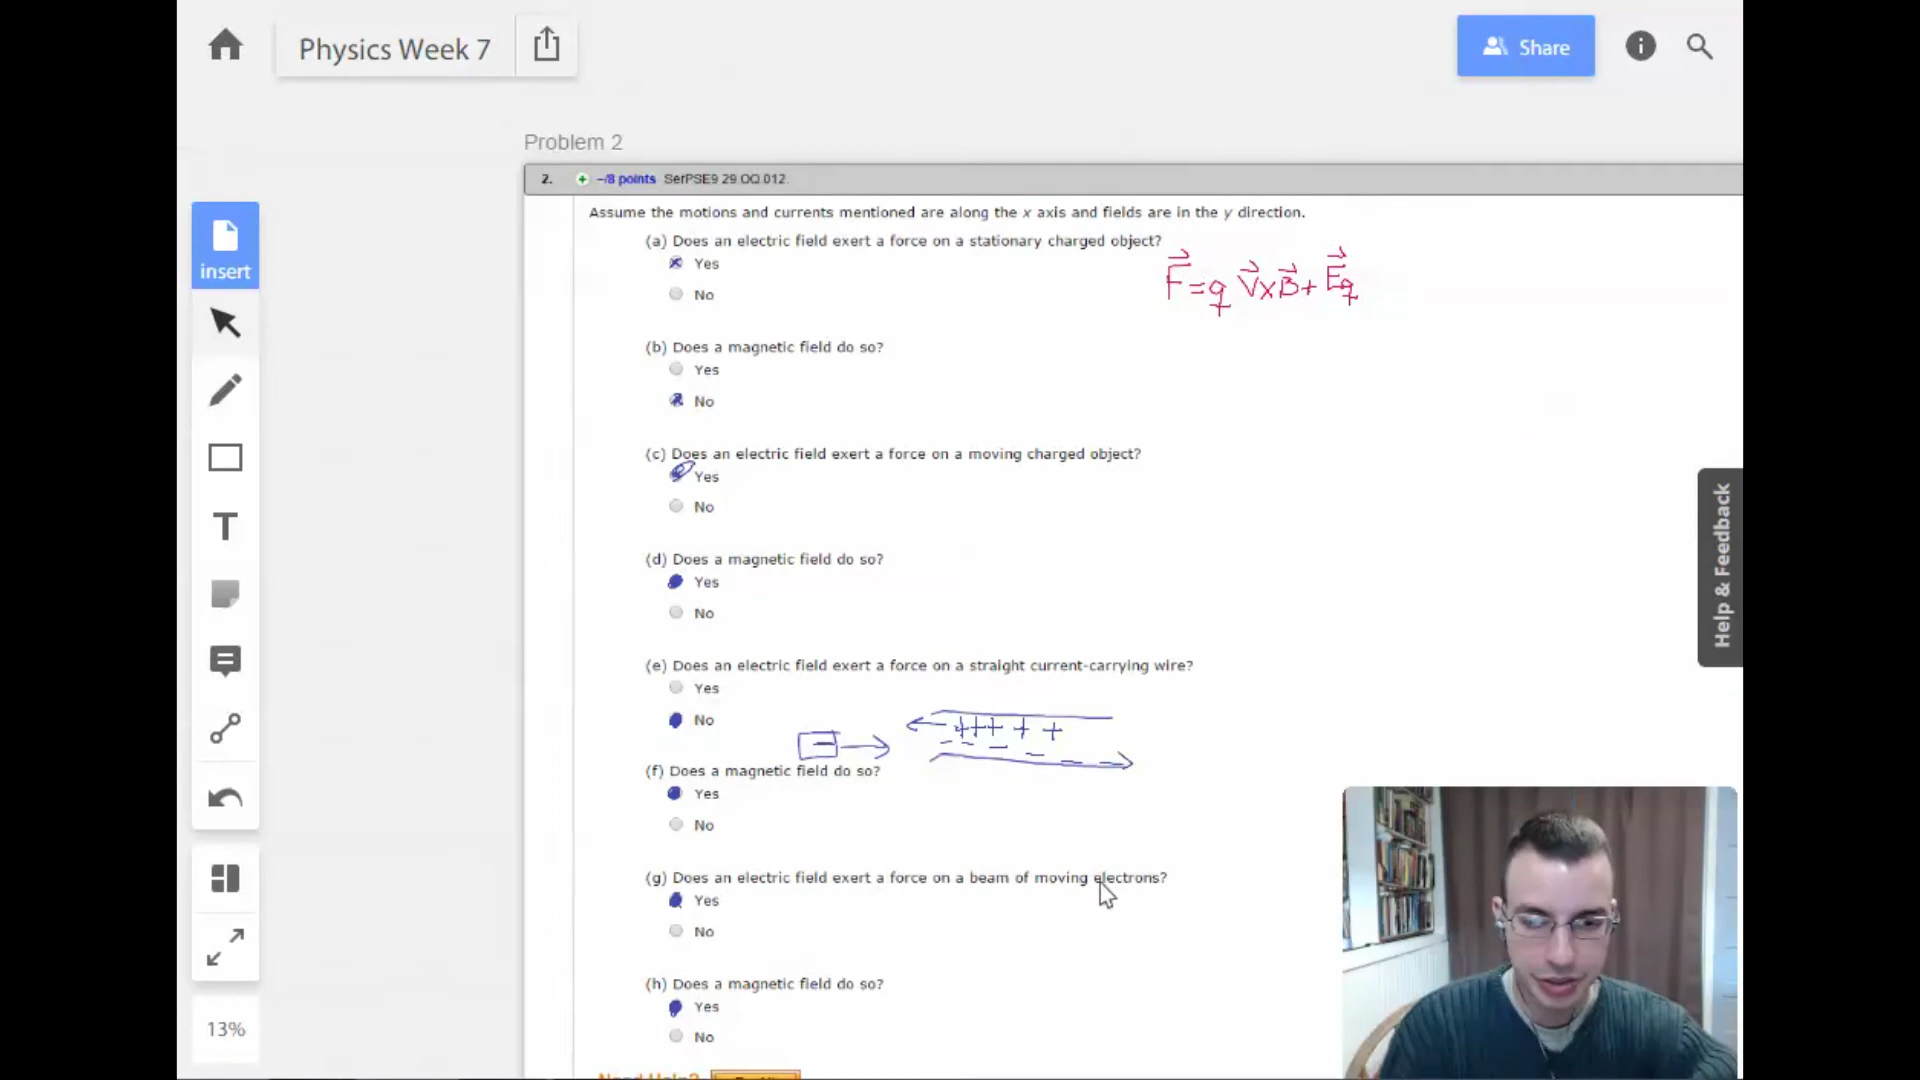 Physics Week 7
Share
Problem 2
2. + –/8 points SerPSE9 29.OQ.012.
insert
Assume the motions and currents mentioned are along the x axis and fields are in the y direction.
(a) Does an electric field exert a force on a stationary charged object?
Yes
No
F = q V x B + E q
(b) Does a magnetic field do so?
Yes
No
(c) Does an electric field exert a force on a moving charged object?
Yes
No
T
(d) Does a magnetic field do so?
Yes
No
Help & Feedback
(e) Does an electric field exert a force on a straight current-carrying wire?
Yes
No
+++ + +
(f) Does a magnetic field do so?
Yes
No
(g) Does an electric field exert a force on a beam of moving electrons?
Yes
No
(h) Does a magnetic field do so?
Yes
No
13%
Need Help?